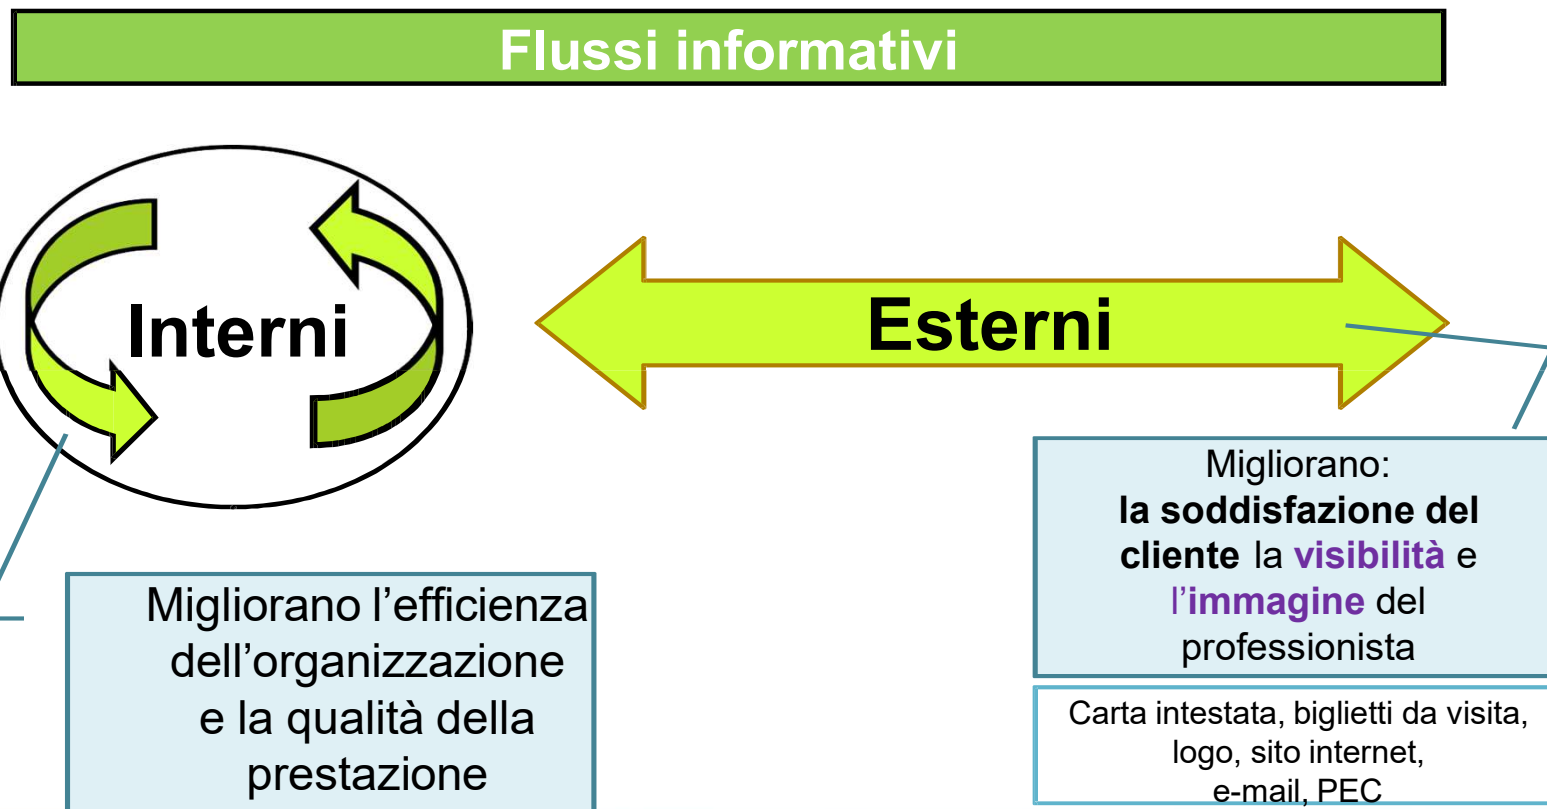 Flussi informativi
Interni
Esterni
Migliorano l’efficienza
dell’organizzazione
e la qualità della
prestazione
Migliorano:
la soddisfazione del
cliente la visibilità e
l’immagine del
professionista
Carta intestata, biglietti da visita,
logo, sito internet,
e-mail, PEC